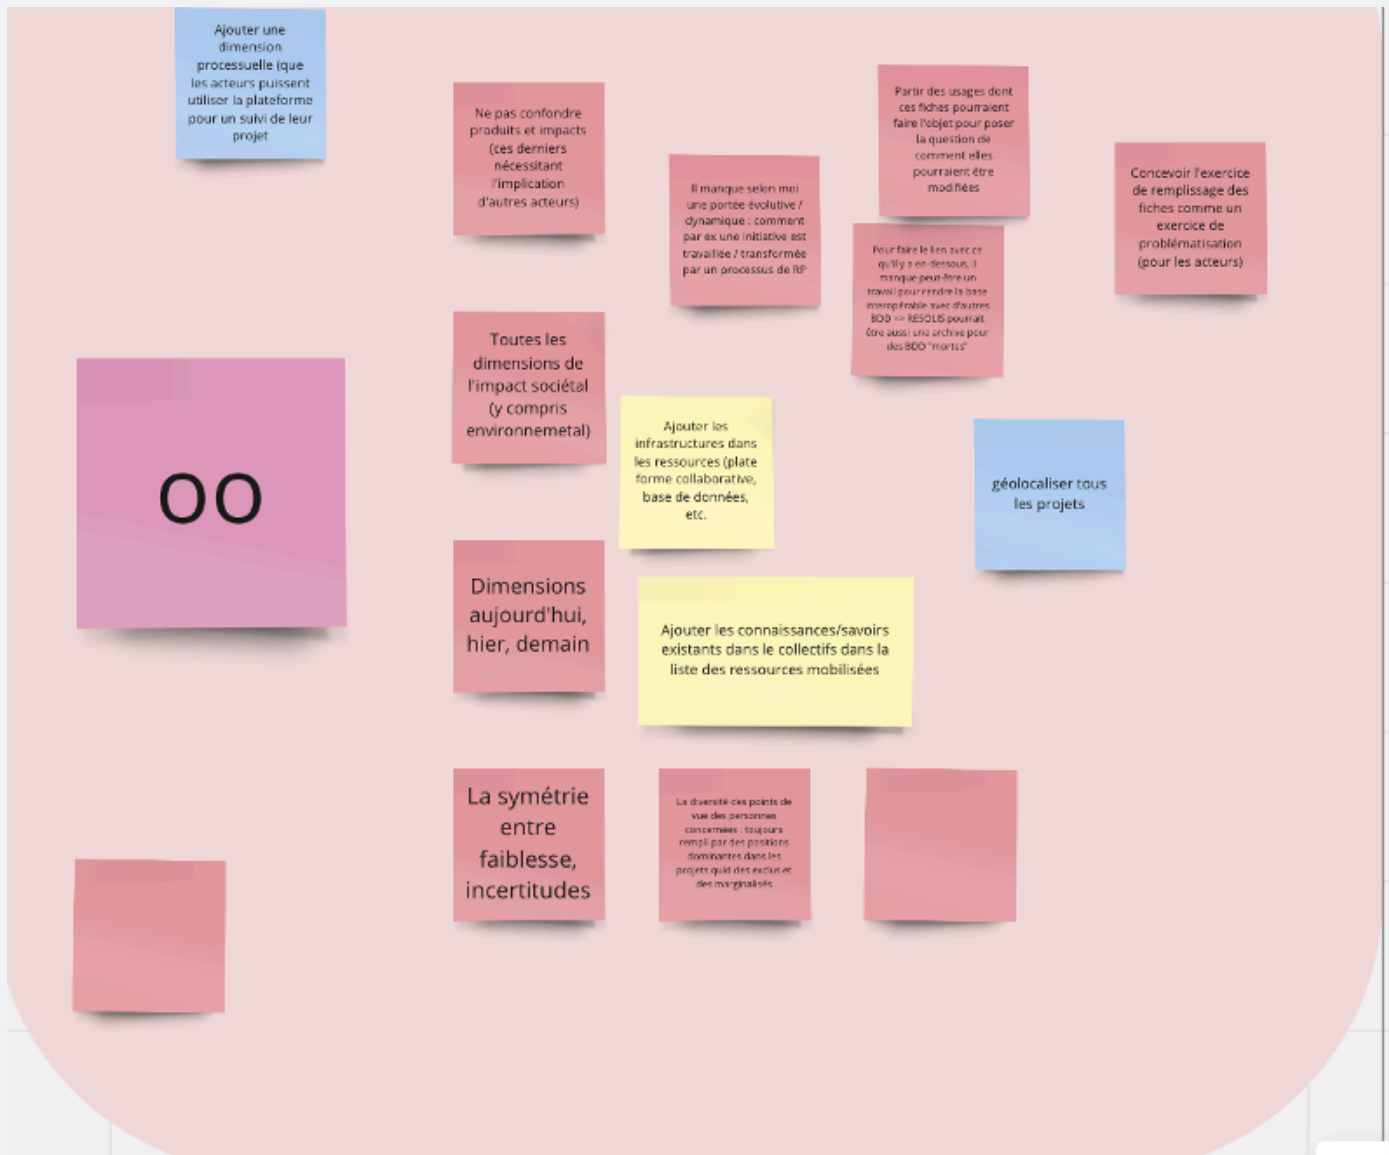 Ajouter une
dimension
processuelle (que
les acteurs puissent
utiliser la plateforme
pour un suivi de leur
projet
Ne pas confondre
produits et impacts
(ces derniers
nécessitant
l'implication
d'autres acteurs)
Il manque selon moi
une portée évolutive /
dynamique : comment
par ex une initiative est
travaillée / transformée
par un processus de RP
Partir des usages dont
ces fiches pourraient
faire l'objet pour poser
la question de
comment elles
pourraient être
modifiées
Pour faire le lien avec ce
qu'il y a en-dessous, il
manque peut-être un
travail pour rendre la base
interopérable avec d'autres
BDD => RESOLIS pourrait
être aussi une archive pour
des BDD "mortes"
Concevoir l'exercice
de remplissage des
fiches comme un
exercice de
problématisation
(pour les acteurs)
Toutes les
dimensions de
l'impact sociétal
(y compris
environnemetal)
Ajouter les
infrastructures dans
les ressources (plate
forme collaborative,
base de données,
etc.
géolocaliser tous
les projets
OO
Dimensions
aujourd'hui,
hier, demain
Ajouter les connaissances/savoirs
existants dans le collectifs dans la
liste des ressources mobilisées
La symétrie
entre
faiblesse,
incertitudes
La diversité des points de
vue des personnes
concernées : toujours
rempli par des positions
dominantes dans les
projets quid des exclus et
des marginalisés